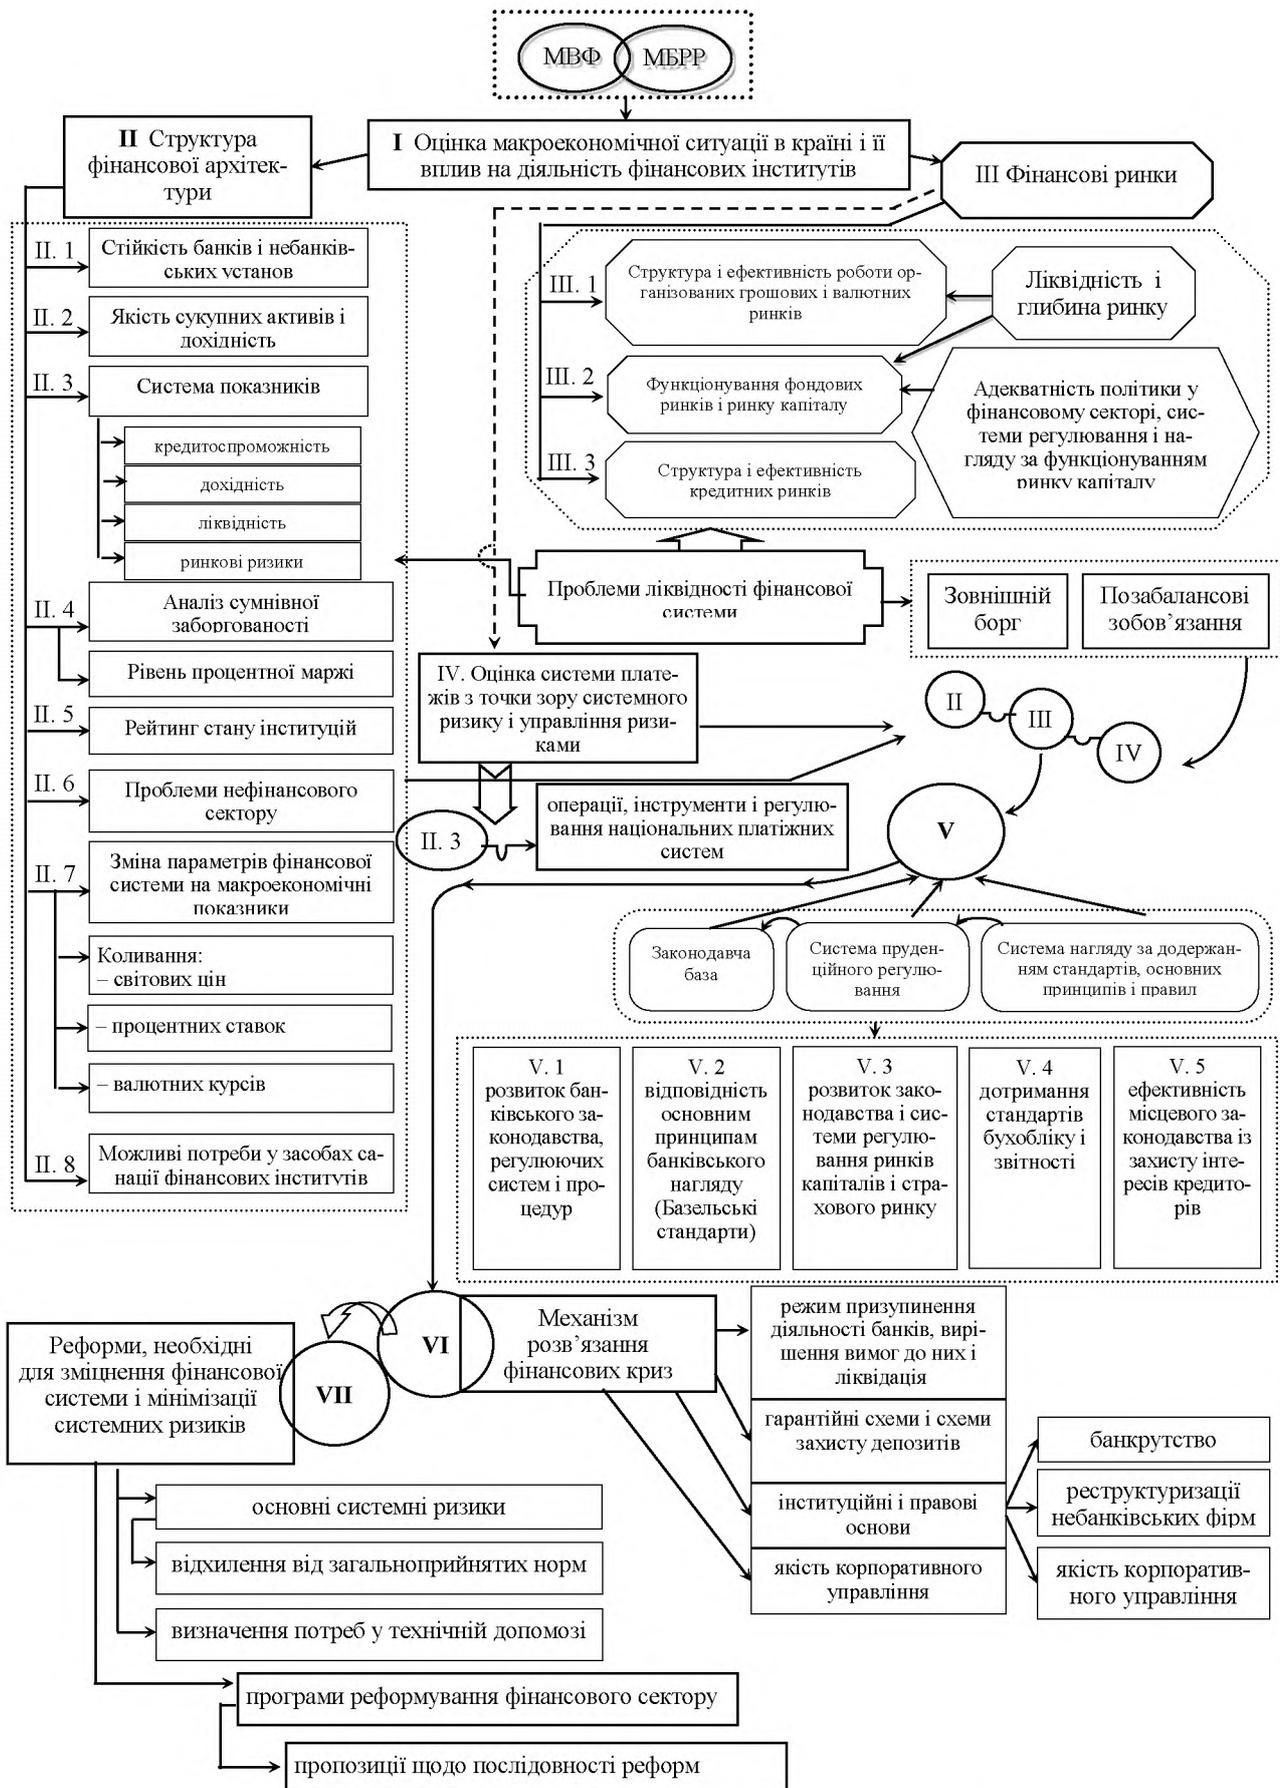 МВФ МБРР
II Структура
фінансової архітек-
тури
I Оцінка макроекономічної ситуації в країні і її
вплив на діяльність фінансових інститутів
III Фінансові ринки
II. 1
Стійкість банків і небанків-
ських установ
II. 2
Якість сукупних активів і
дохідність
II. 3
Система показників
кредитоспроможність
дохідність
ліквідність
ринкові ризики
II. 4
Аналіз сумнівної
заборгованості
Рівень процентної маржі
II. 5
Рейтинг стану інституцій
II. 6
Проблеми нефінансового
сектору
II. 7
Зміна параметрів фінансової
системи на макроекономічні
показники
Коливання:
– світових цін
– процентних ставок
– валютних курсів
II. 8
Можливі потреби у засобах са-
нації фінансових інститутів
III. 1
Структура і ефективність роботи ор-
ганізованих грошових і валютних
ринків
Ліквідність і
глибина ринку
III. 2
Функціонування фондових
ринків і ринку капіталу
Адекватність політики у
фінансовому секторі, сис-
теми регулювання і на-
гляду за функціонуванням
ринку капіталу
III. 3
Структура і ефективність
кредитних ринків
Проблеми ліквідності фінансової
системи
Зовнішній
борг
Позабалансові
зобов’язання
IV. Оцінка системи плате-
жів з точки зору системного
ризику і управління ризи-
ками
II
III
IV
II. 3
операції, інструменти і регулю-
вання національних платіжних
систем
V
Законодавча
база
Система пруден-
ційного регулю-
вання
Система нагляду за додержан-
ням стандартів, основних
принципів і правил
V. 1
розвиток бан-
ківського за-
конодавства,
регулюючих
систем і про-
цедур
V. 2
відповідність
основним
принципам
банківського
нагляду
(Базельські
стандарти)
V. 3
розвиток зако-
нодавства і сис-
теми регулю-
вання ринків
капіталів і стра-
хового ринку
V. 4
дотримання
стандартів
бухобліку і
звітності
V. 5
ефективність
місцевого за-
конодавства із
захисту інте-
ресів кредито-
рів
VI
Механізм
розв’язання
фінансових криз
режим призупинення
діяльності банків, вирі-
шення вимог до них і
ліквідація
гарантійні схеми і схеми
захисту депозитів
інституційні і правові
основи
якість корпоративного
управління
банкрутство
реструктуризації
небанківських фірм
якість корпоратив-
ного управління
Реформи, необхідні
для зміцнення фінансової
системи і мінімізації
системних ризиків
VII
основні системні ризики
відхилення від загальноприйнятих норм
визначення потреб у технічній допомозі
програми реформування фінансового сектору
пропозиції щодо послідовності реформ